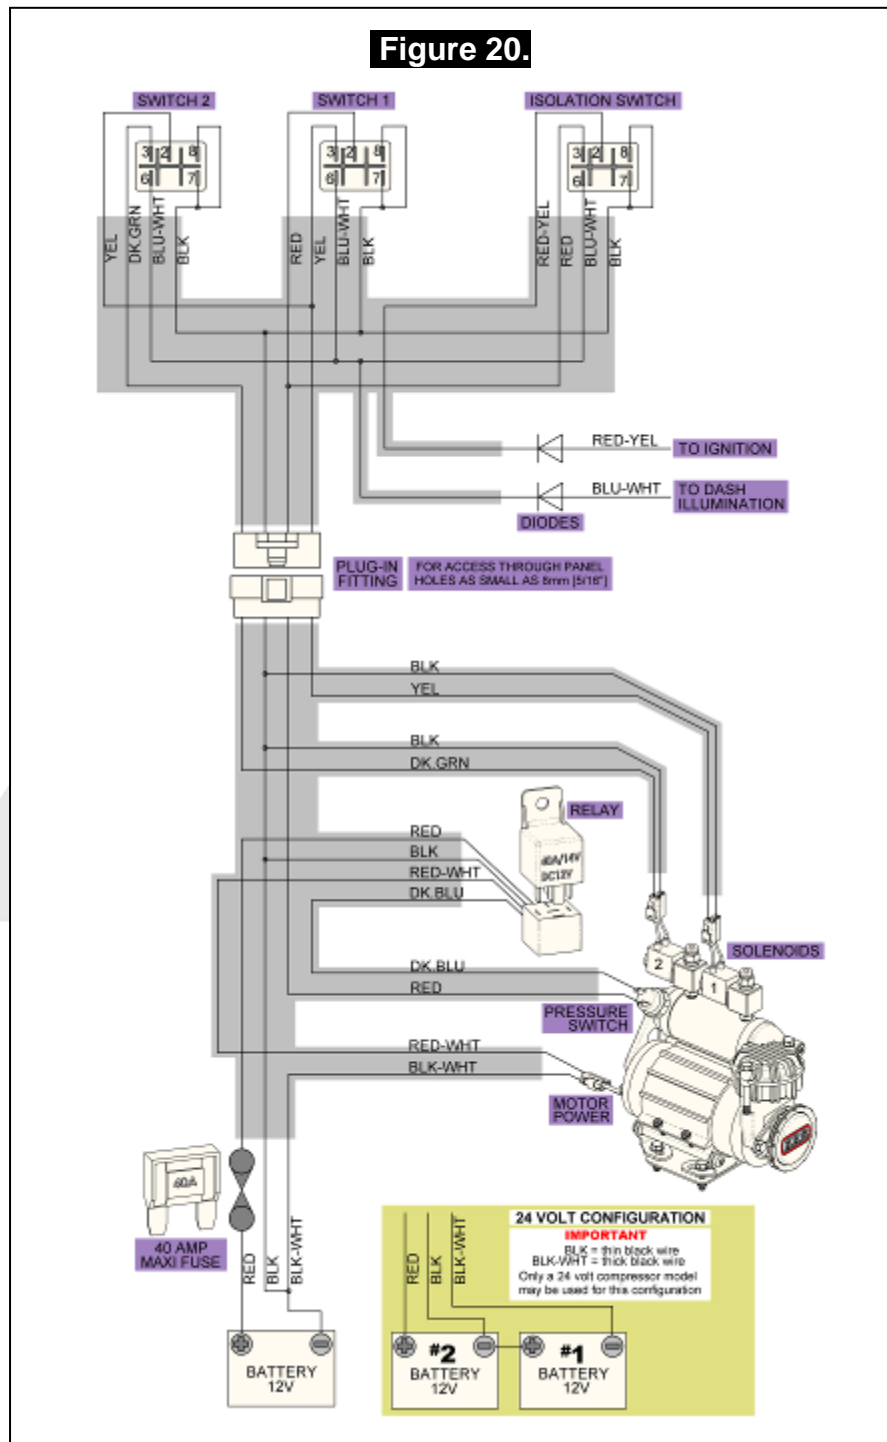 Figure 20.
SWITCH 2
SWITCH 1
ISOLATION SWITCH
3 2 8
6 7
3 2 8
6 7
3 2 8
6 7
YEL
DK.GRN
BLU-WHT
BLK
RED
YEL
BLU-WHT
BLK
RED-YEL
RED
BLU-WHT
BLK
RED-YEL
TO IGNITION
BLU-WHT
TO DASH
ILLUMINATION
DIODES
PLUG-IN
FITTING
FOR ACCESS THROUGH PANEL
HOLES AS SMALL AS 8mm [5/16"]
BLK
YEL
BLK
DK.GRN
RELAY
RED
BLK
RED-WHT
DK.BLU
40A/14V
DC12V
SOLENOIDS
2
1
DK.BLU
RED
PRESSURE
SWITCH
RED-WHT
BLK-WHT
MOTOR
POWER
40A
40 AMP
MAXI FUSE
RED
BLK
BLK-WHT
BATTERY
12V
24 VOLT CONFIGURATION
IMPORTANT
BLK = thin black wire
BLK-WHT = thick black wire
Only a 24 volt compressor model
may be used for this configuration
RED
BLK
BLK-WHT
#2
BATTERY
12V
#1
BATTERY
12V